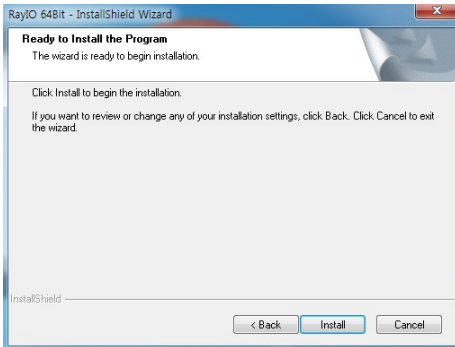 RayIO 64Bit - InstallShield Wizard
Ready to Install the Program
The wizard is ready to begin installation.
Click Install to begin the installation.
If you want to review or change any of your installation settings, click Back. Click Cancel to exit
the wizard.
InstallShield
< Back
Install
Cancel